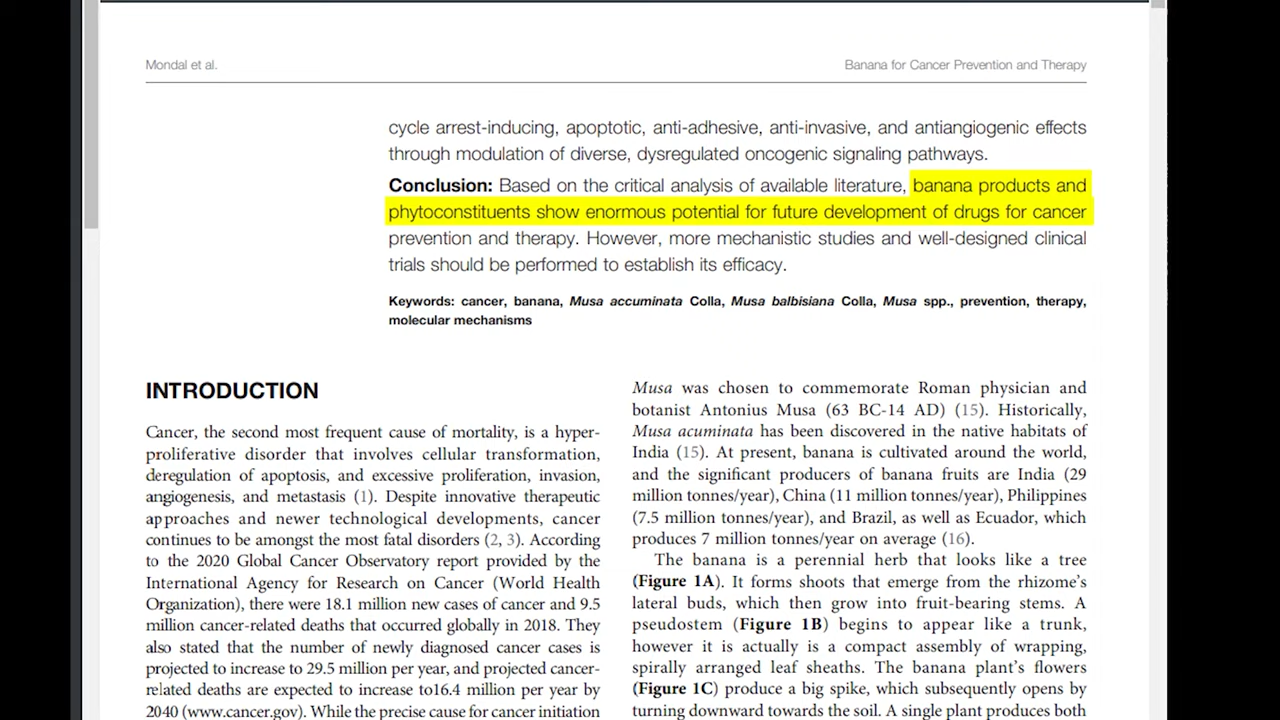 Mondal et al.
Banana for Cancer Prevention and Therapy
cycle arrest-inducing, apoptotic, anti-adhesive, anti-invasive, and antiangiogenic effects
through modulation of diverse, dysregulated oncogenic signaling pathways.
Conclusion: Based on the critical analysis of available literature, banana products and
phytoconstituents show enormous potential for future development of drugs for cancer
prevention and therapy. However, more mechanistic studies and well-designed clinical
trials should be performed to establish its efficacy.
Keywords: cancer, banana, Musa accuminata Colla, Musa balbisiana Colla, Musa spp., prevention, therapy,
molecular mechanisms
INTRODUCTION
Cancer, the second most frequent cause of mortality, is a hyper-
proliferative disorder that involves cellular transformation,
deregulation of apoptosis, and excessive proliferation, invasion,
angiogenesis, and metastasis (1). Despite innovative therapeutic
approaches and newer technological developments, cancer
continues to be amongst the most fatal disorders (2, 3). According
to the 2020 Global Cancer Observatory report provided by the
International Agency for Research on Cancer (World Health
Organization), there were 18.1 million new cases of cancer and 9.5
million cancer-related deaths that occurred globally in 2018. They
also stated that the number of newly diagnosed cancer cases is
projected to increase to 29.5 million per year, and projected cancer-
related deaths are expected to increase to16.4 million per year by
2040 (www.cancer.gov). While the precise cause for cancer initiation
Musa was chosen to commemorate Roman physician and
botanist Antonius Musa (63 BC-14 AD) (15). Historically,
Musa acuminata has been discovered in the native habitats of
India (15). At present, banana is cultivated around the world,
and the significant producers of banana fruits are India (29
million tonnes/year), China (11 million tonnes/year), Philippines
(7.5 million tonnes/year), and Brazil, as well as Ecuador, which
produces 7 million tonnes/year on average (16).
The banana is a perennial herb that looks like a tree
(Figure 1A). It forms shoots that emerge from the rhizome's
lateral buds, which then grow into fruit-bearing stems. A
pseudostem (Figure 1B) begins to appear like a trunk,
however it is actually is a compact assembly of wrapping,
spirally arranged leaf sheaths. The banana plant's flowers
(Figure 1C) produce a big spike, which subsequently opens by
turning downward towards the soil. A single plant produces both